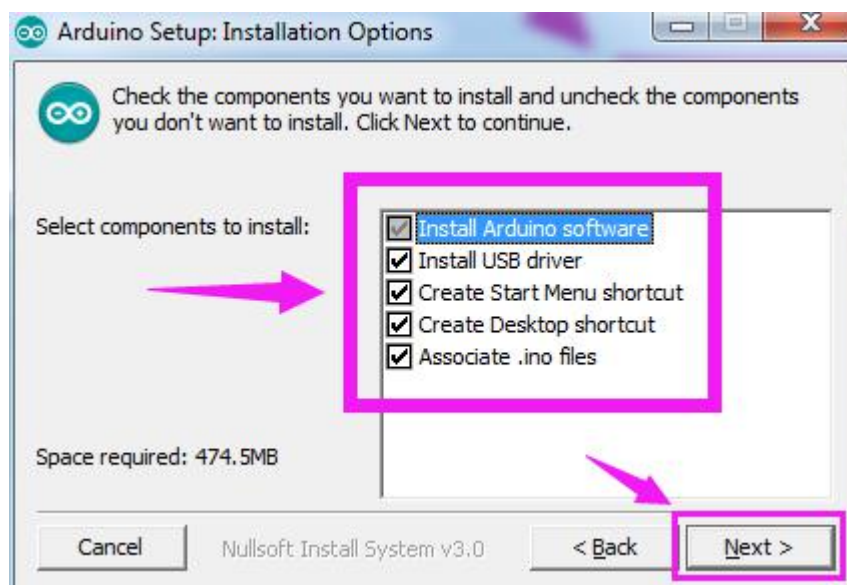 Arduino Setup: Installation Options
Check the components you want to install and uncheck the components
you don't want to install. Click Next to continue.
Select components to install:
Install Arduino software
Install USB driver
Create Start Menu shortcut
Create Desktop shortcut
Associate .ino files
Space required: 474.5MB
Cancel
Nullsoft Install System v3.0
< Back
Next >